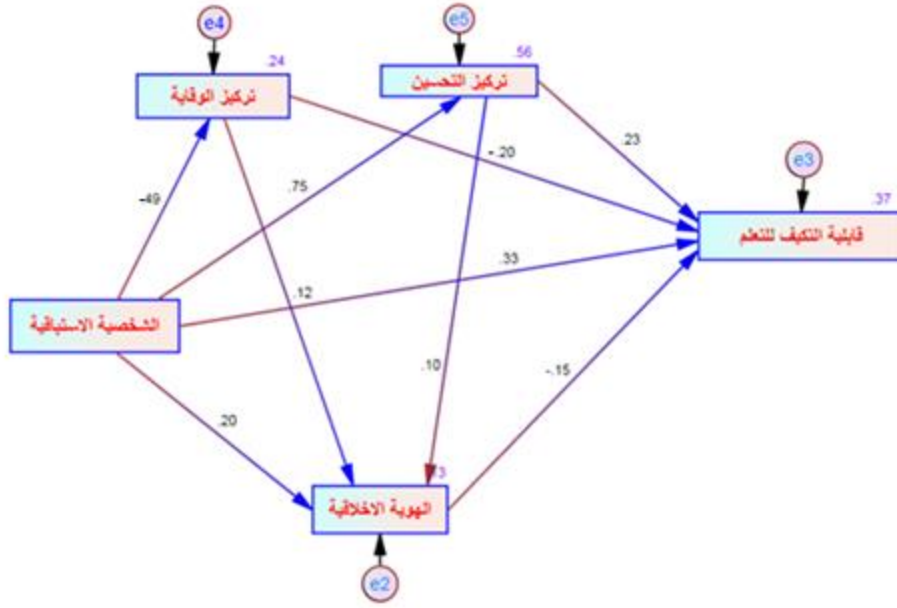 e4
e5
.24
.56
تركيز الوقاية
تركيز التحسين
.23
e3
-.20
.75
-49
.37
قابلية التكيف للتعلم
.33
.12
الشخصية الاستباقية
.10
-.15
.20
الهوية الاخلاقية
e2